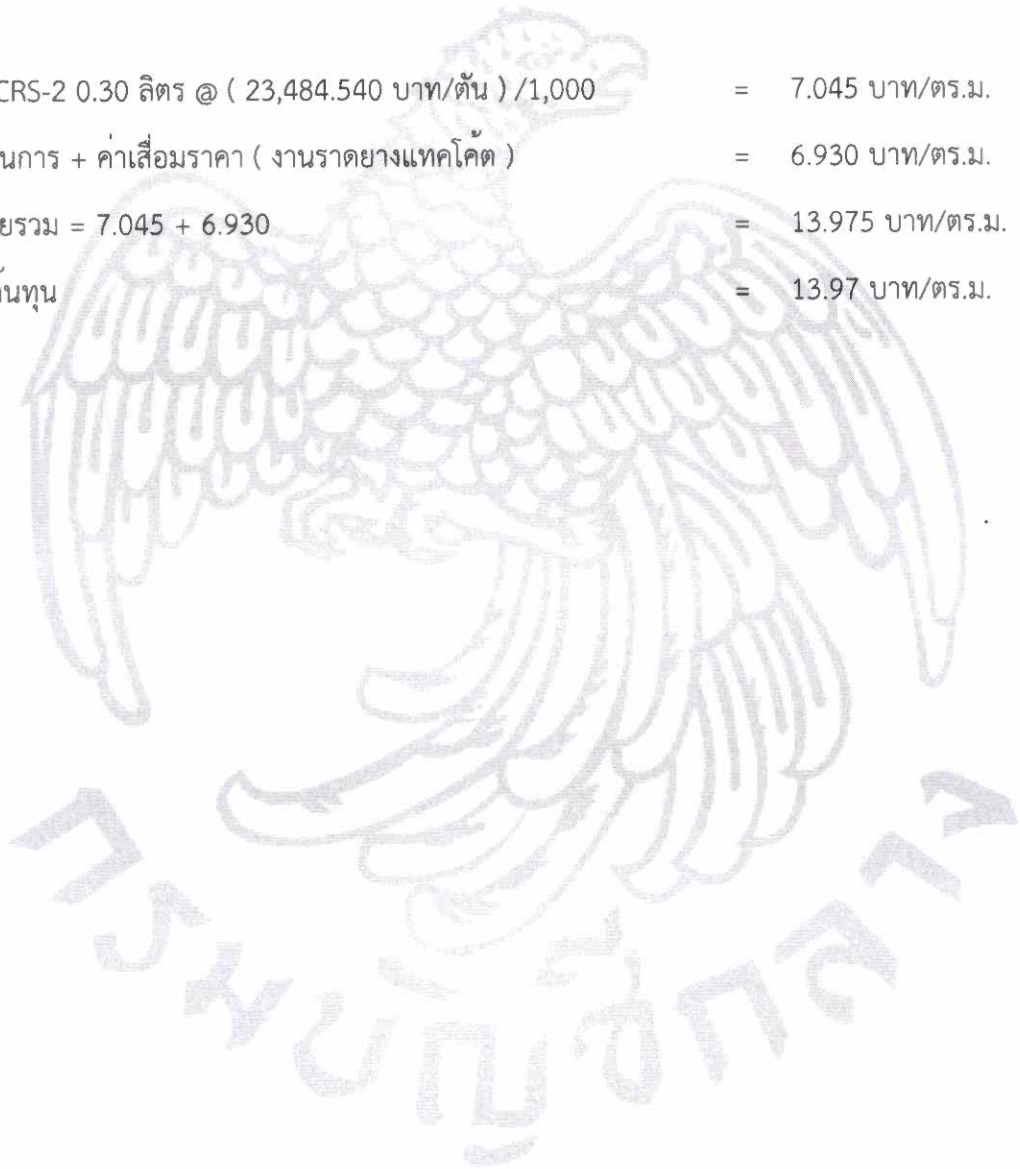 CRS-2 0.30 ลิตร @ ( 23,484.540 บาท/ตัน ) /1,000 = 7.045 บาท/ตร.ม.
นการ + ค่าเสื่อมราคา ( งานราดยางแทคโค้ต ) = 6.930 บาท/ตร.ม.
ยรวม = 7.045 + 6.930 = 13.975 บาท/ตร.ม.
ต้นทุน = 13.97 บาท/ตร.ม.
กรมบัญชีกลาง